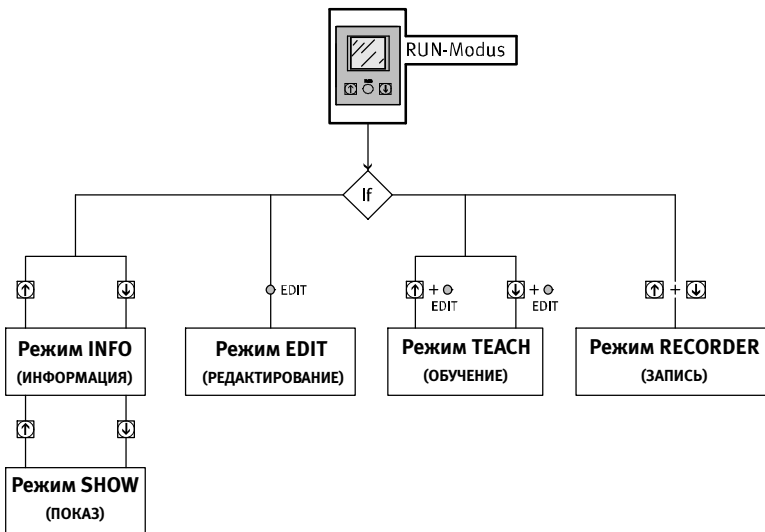 RUN-Modus
If
EDIT
+
EDIT
+
EDIT
+
Режим INFO
(ИНФОРМАЦИЯ)
Режим EDIT
(РЕДАКТИРОВАНИЕ)
Режим TEACH
(ОБУЧЕНИЕ)
Режим RECORDER
(ЗАПИСЬ)
Режим SHOW
(ПОКАЗ)